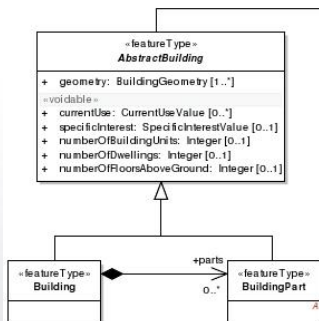 «featureType»
AbstractBuilding
+ geometry: BuildingGeometry [1..*]
«voidable»
+ currentUse: CurrentUseValue [0..*]
+ specificInterest: SpecificInterestValue [0..1]
+ numberOfBuildingUnits: Integer [0..1]
+ numberOfDwellings: Integer [0..1]
+ numberOfFloorsAboveGround: Integer [0..1]
«featureType»
Building
+parts
0..*
«featureType»
BuildingPart
A